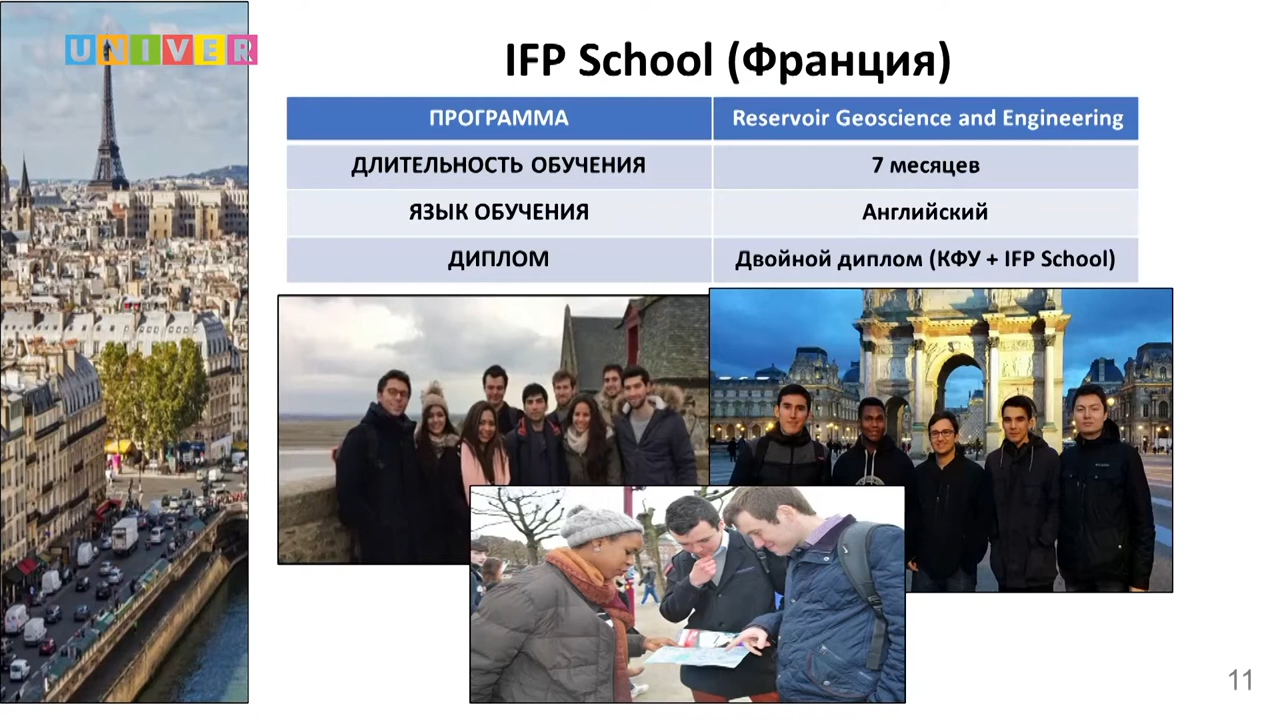 UNIVER
IFP School (Франция)
ПРОГРАММА
Reservoir Geoscience and Engineering
ДЛИТЕЛЬНОСТЬ ОБУЧЕНИЯ
7 месяцев
ЯЗЫК ОБУЧЕНИЯ
Английский
ДИПЛОМ
Двойной диплом (КФУ + IFP School)
11